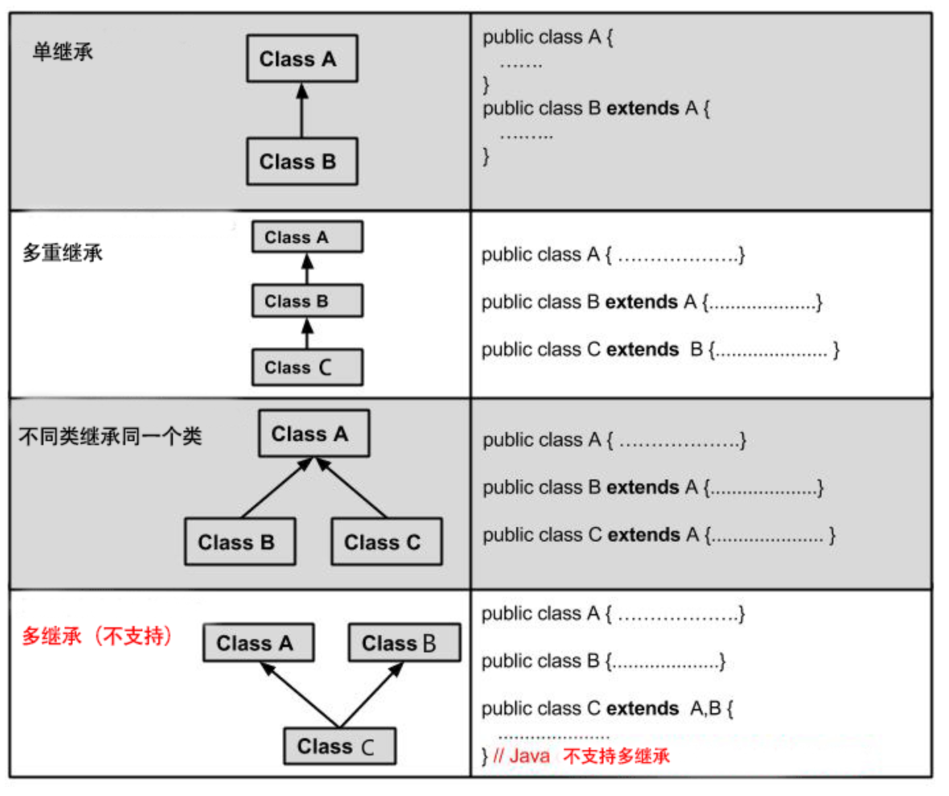 单继承
Class A
Class B
public class A {
…….
}
public class B extends A {
……..
}
多重继承
Class A
Class B
Class C
public class A { ……………….}
public class B extends A {....................}
public class C extends B {..................... }
不同类继承同一个类
Class A
Class B
Class C
public class A { ……………….}
public class B extends A {....................}
public class C extends A {..................... }
多继承（不支持）
Class A
Class B
Class C
public class A { ……………….}
public class B {....................}
public class C extends A,B {
.....................
} // Java 不支持多继承